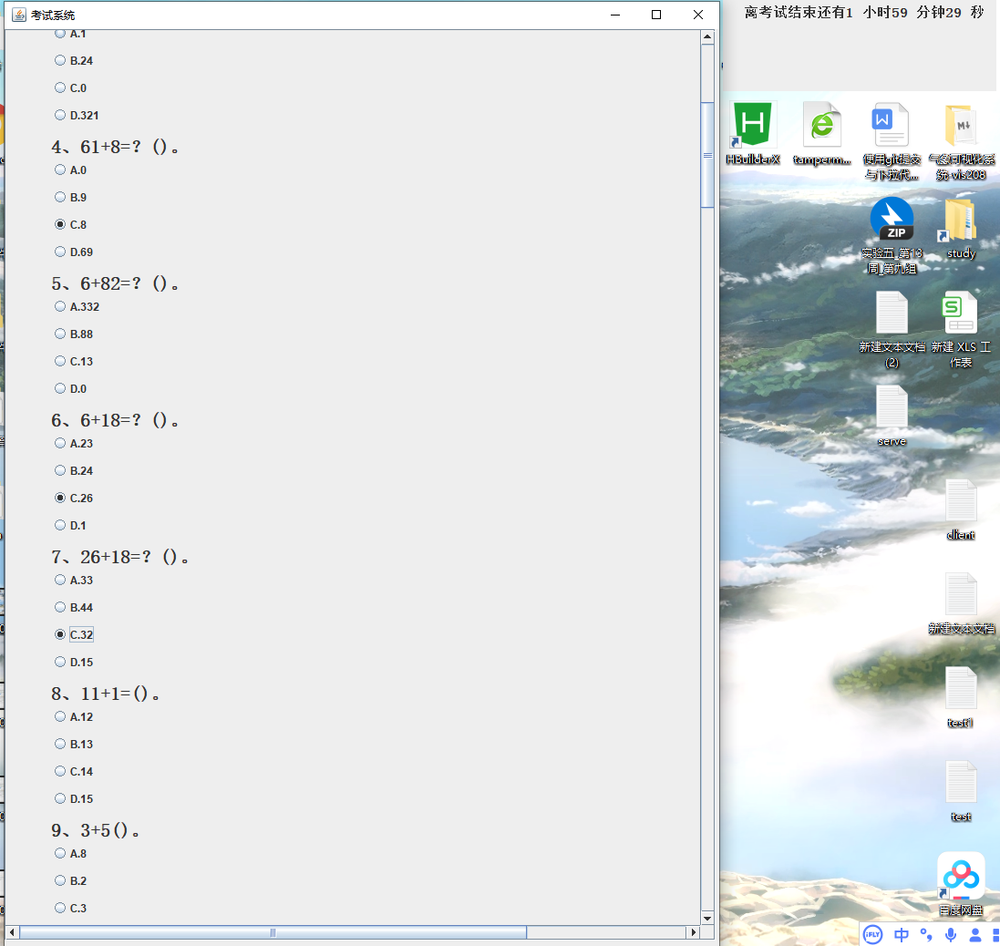 考试系统
离考试结束还有1 小时59 分钟29 秒
A.1
B.24
C.0
D.321
4、61+8=? ()。
A.0
B.9
C.8
D.69
5、6+82=? ()。
A.332
B.88
C.13
D.0
6、6+18=? ()。
A.23
B.24
C.26
D.1
7、26+18=? ()。
A.33
B.44
C.32
D.15
8、11+1=()。
A.12
B.13
C.14
D.15
9、3+5()。
A.8
B.2
C.3
HBuilderX
tamperm...
使用git提交
与下拉代...
气象可视化系
统-vis208
ZIP
实验五_第13
周_第九组
study
新建文本文档
(2)
新建 XLS 工
作表
serve
client
新建文本文档
test1
test
百度网盘
iFLY
中